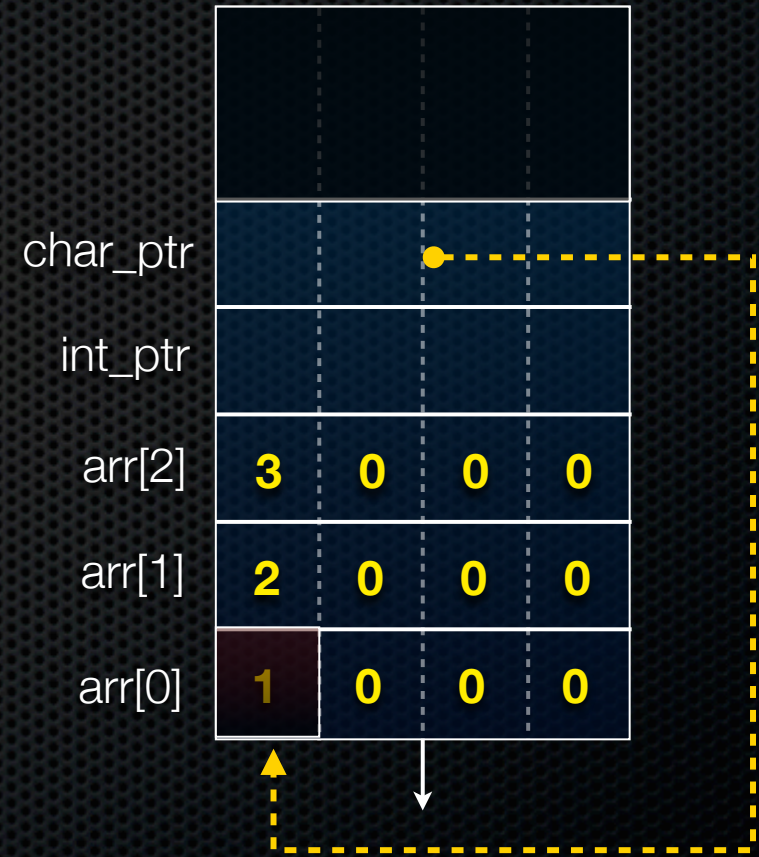 char_ptr
int_ptr
arr[2] 3 0 0 0
arr[1] 2 0 0 0
arr[0] 1 0 0 0